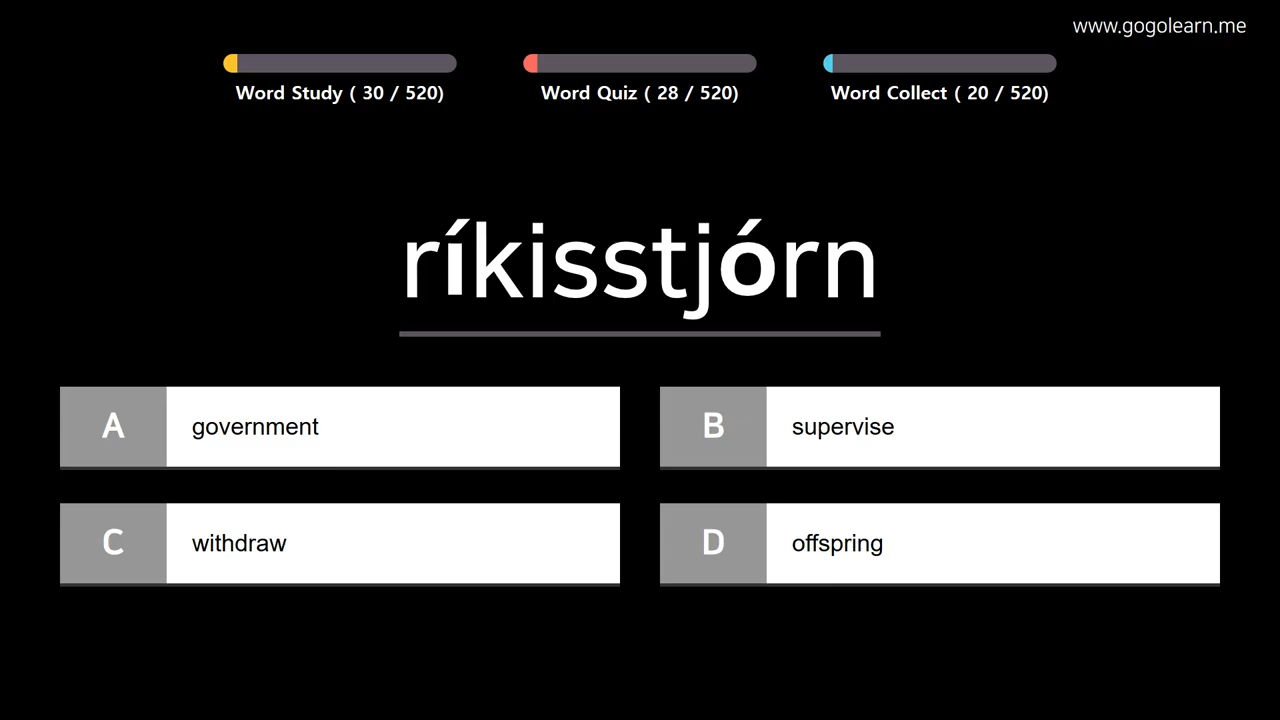 www.gogolearn.me
Word Study ( 30 / 520)
Word Quiz ( 28 / 520)
Word Collect ( 20 / 520)
ríkisstjórn
A government
B supervise
C withdraw
D offspring